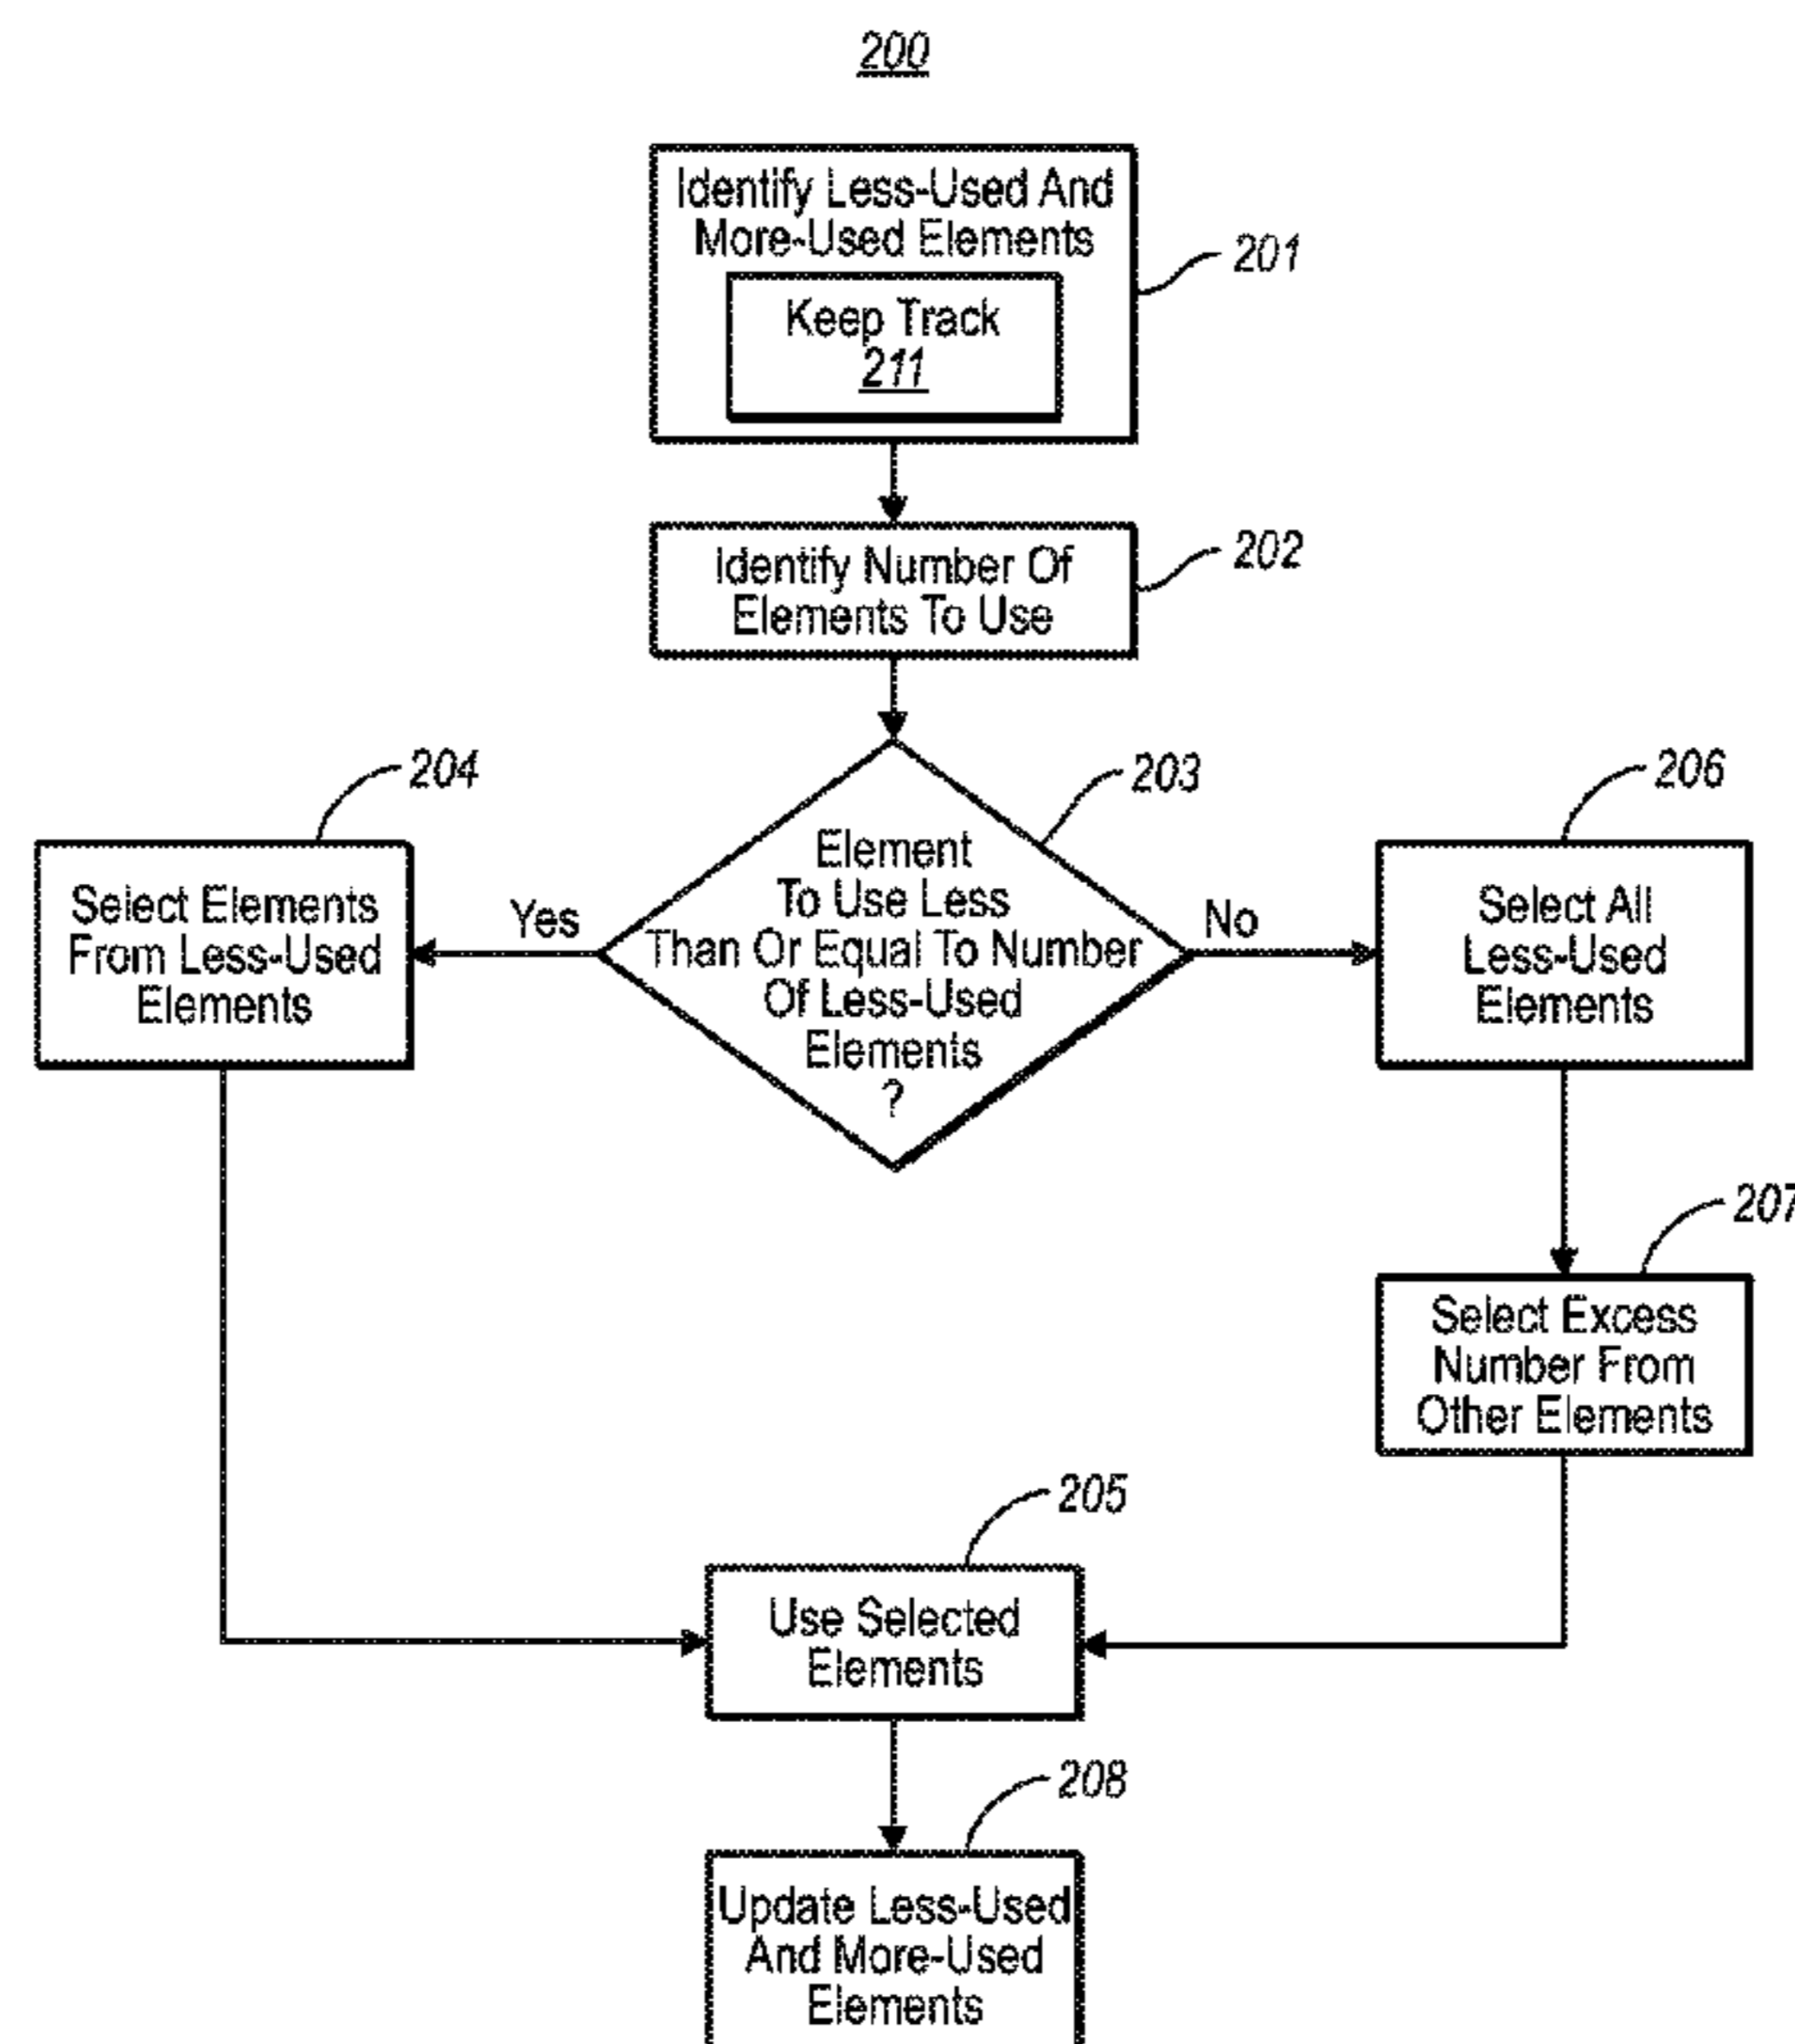 200
Identify Less-Used And
More-Used Elements
Keep Track
211
201
Identify Number Of
Elements To Use
202
203
Element
To Use Less
Than Or Equal To Number
Of Less-Used
Elements
?
Yes
No
204
Select Elements
From Less-Used
Elements
206
Select All
Less-Used
Elements
207
Select Excess
Number From
Other Elements
205
Use Selected
Elements
208
Update Less-Used
And More-Used
Elements